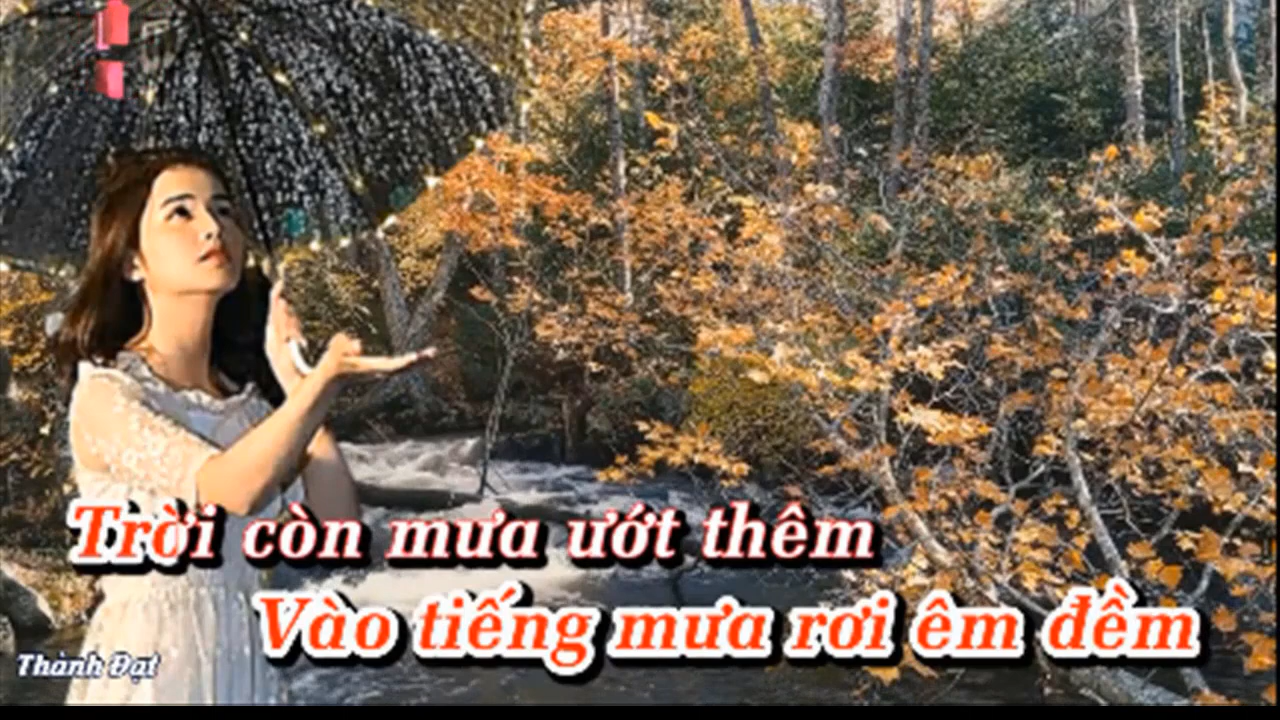 Trời còn mưa ướt thêm
Vào tiếng mưa rơi êm đềm
Thành Đạt